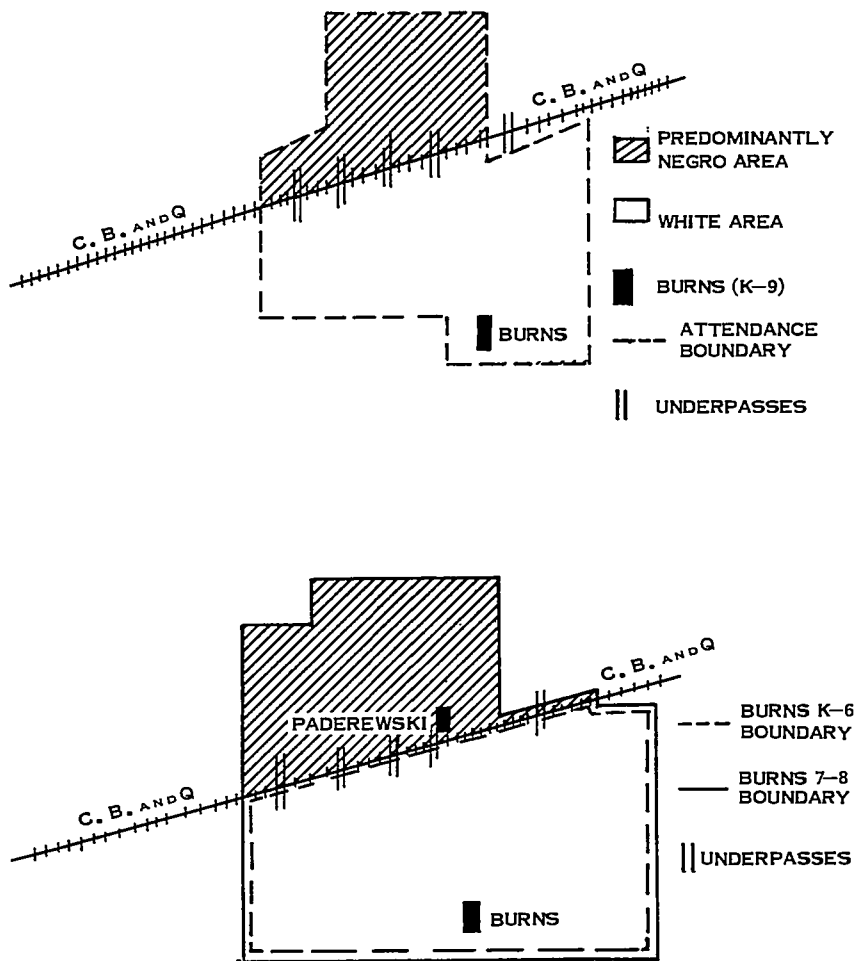 C. B. AND Q
PREDOMINANTLY
NEGRO AREA
WHITE AREA
C. B. AND Q
BURNS (K-9)
BURNS
ATTENDANCE
BOUNDARY
UNDERPASSES
C. B. AND Q
PADEREWSKI
BURNS K-6
BOUNDARY
BURNS 7-8
BOUNDARY
C. B. AND Q
UNDERPASSES
BURNS